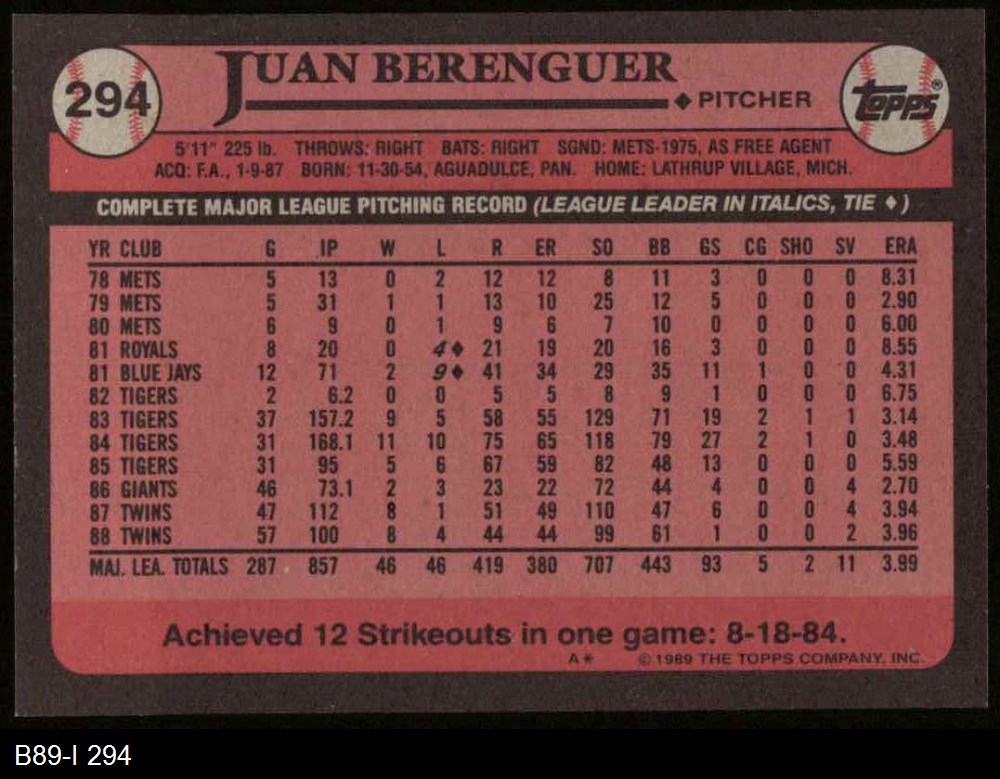 294
JUAN BERENGUER
♦ PITCHER
topps®
5'11" 225 lb. THROWS: RIGHT BATS: RIGHT SGND: METS-1975, AS FREE AGENT
ACQ: F.A., 1-9-87 BORN: 11-30-54, AGUADULCE, PAN. HOME: LATHRUP VILLAGE, MICH.
COMPLETE MAJOR LEAGUE PITCHING RECORD (LEAGUE LEADER IN ITALICS, TIE ♦)
YR CLUB G IP W L R ER SO BB GS CG SHO SV ERA
78 METS 5 13 0 2 12 12 8 11 3 0 0 0 8.31
79 METS 5 31 1 1 13 10 25 12 5 0 0 0 2.90
80 METS 6 9 0 1 9 6 7 10 0 0 0 0 6.00
81 ROYALS 8 20 0 4♦ 21 19 20 16 3 0 0 0 8.55
81 BLUE JAYS 12 71 2 9♦ 41 34 29 35 11 1 0 0 4.31
82 TIGERS 2 6.2 0 0 5 5 8 9 1 0 0 0 6.75
83 TIGERS 37 157.2 9 5 58 55 129 71 19 2 1 1 3.14
84 TIGERS 31 168.1 11 10 75 65 118 79 27 2 1 0 3.48
85 TIGERS 31 95 5 6 67 59 82 48 13 0 0 0 5.59
86 GIANTS 46 73.1 2 3 23 22 72 44 4 0 0 4 2.70
87 TWINS 47 112 8 1 51 49 110 47 6 0 0 4 3.94
88 TWINS 57 100 8 4 44 44 99 61 1 0 0 2 3.96
MAJ. LEA. TOTALS 287 857 46 46 419 380 707 443 93 5 2 11 3.99
Achieved 12 Strikeouts in one game: 8-18-84.
A* © 1989 THE TOPPS COMPANY, INC.
B89-I 294